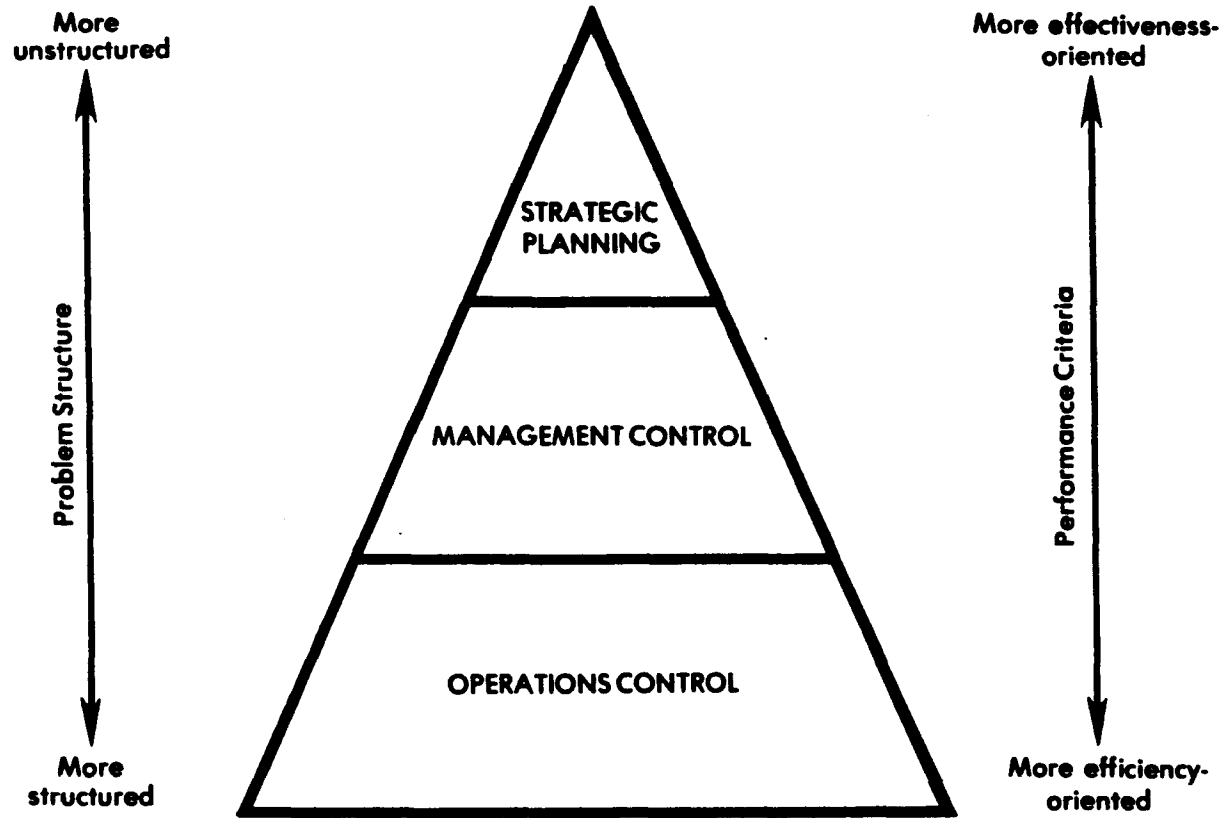 More
unstructured
More effectiveness-
oriented
STRATEGIC
PLANNING
Problem Structure
Performance Criteria
MANAGEMENT CONTROL
OPERATIONS CONTROL
More
structured
More efficiency-
oriented